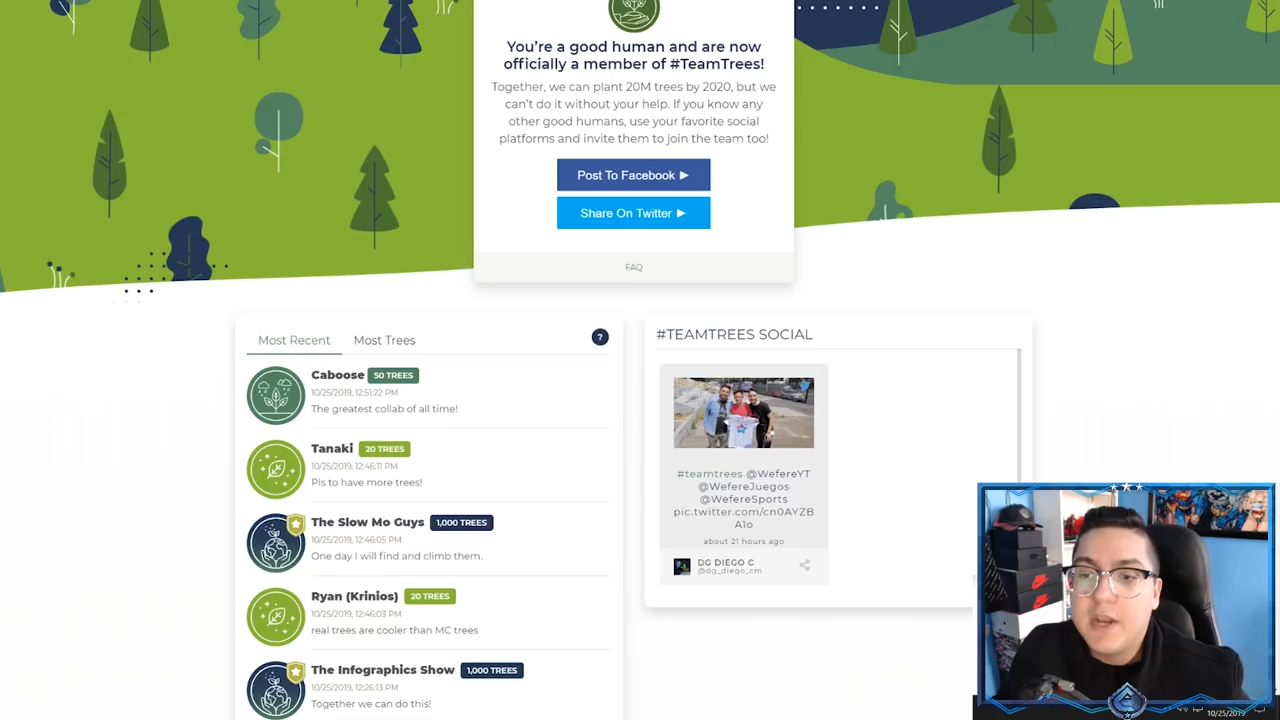 You're a good human and are now
officially a member of #TeamTrees!
Together, we can plant 20M trees by 2020, but we
can't do it without your help. If you know any
other good humans, use your favorite social
platforms and invite them to join the team too!
Post To Facebook ▶
Share On Twitter ▶
FAQ
Most Recent
Most Trees
?
Caboose 50 TREES
10/25/2019, 12:51:22 PM
The greatest collab of all time!
Tanaki 20 TREES
10/25/2019, 12:46:11 PM
Pls to have more trees!
The Slow Mo Guys 1,000 TREES
10/25/2019, 12:46:05 PM
One day I will find and climb them.
Ryan (Krinios) 20 TREES
10/25/2019, 12:46:03 PM
real trees are cooler than MC trees
The Infographics Show 1,000 TREES
10/25/2019, 12:26:13 PM
Together we can do this!
#TEAMTREES SOCIAL
#teamtrees @WefereYT
@WefereJuegos
@WefereSports
pic.twitter.com/cn0AYZB
A1o
about 21 hours ago
DG DIEGO C
@dg_diego_cm
10/25/2019